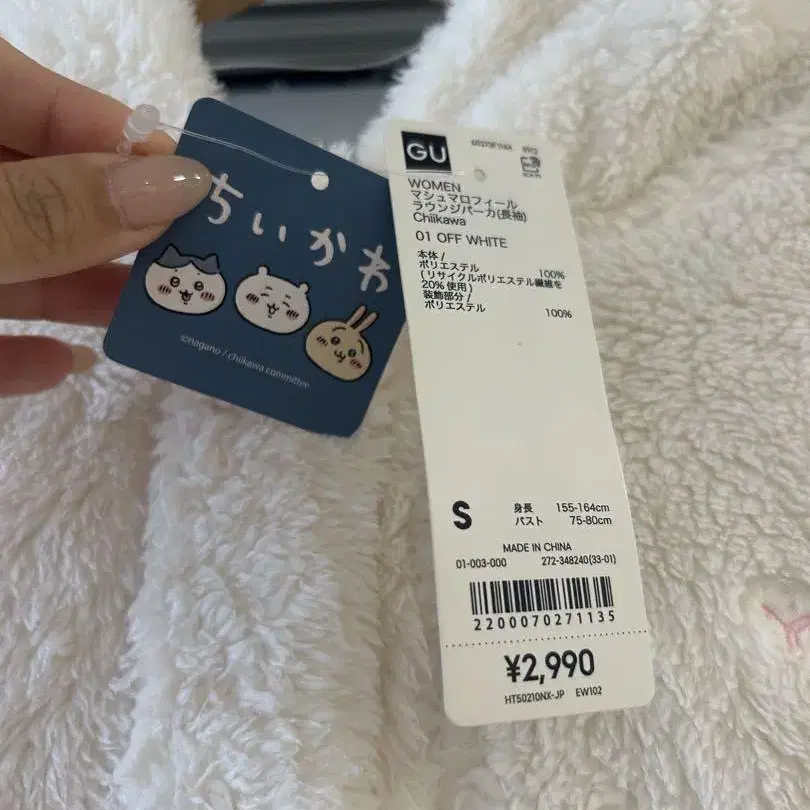 ちいかわ
©nagano / chiikawa committee
GU
WOMEN
マシュマロフィール
ラウンジパーカ(長袖)
Chiikawa
01 OFF WHITE
本体 /
ポリエステル 100%
(リサイクルポリエステル繊維を
20% 使用)
装飾部分 /
ポリエステル 100%
S 身長 155-164cm
バスト 75-80cm
MADE IN CHINA
01-003-000 272-348240(33-01)
2200070271135
¥2,990
HT50210NX-JP EW102